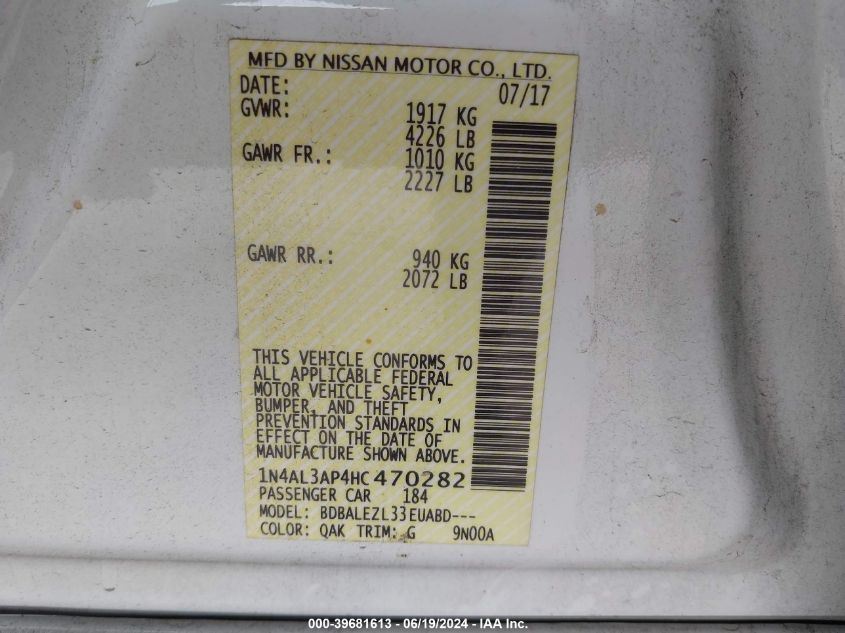 MFD BY NISSAN MOTOR CO., LTD.
DATE: 07/17
GVWR: 1917 KG
4226 LB
GAWR FR.: 1010 KG
2227 LB
GAWR RR.: 940 KG
2072 LB
THIS VEHICLE CONFORMS TO
ALL APPLICABLE FEDERAL
MOTOR VEHICLE SAFETY,
BUMPER, AND THEFT
PREVENTION STANDARDS IN
EFFECT ON THE DATE OF
MANUFACTURE SHOWN ABOVE.
1N4AL3AP4HC470282
PASSENGER CAR 184
MODEL: BDBALEZL33EUABD---
COLOR: QAK TRIM: G 9N00A
000-39681613 - 06/19/2024 - IAA Inc.